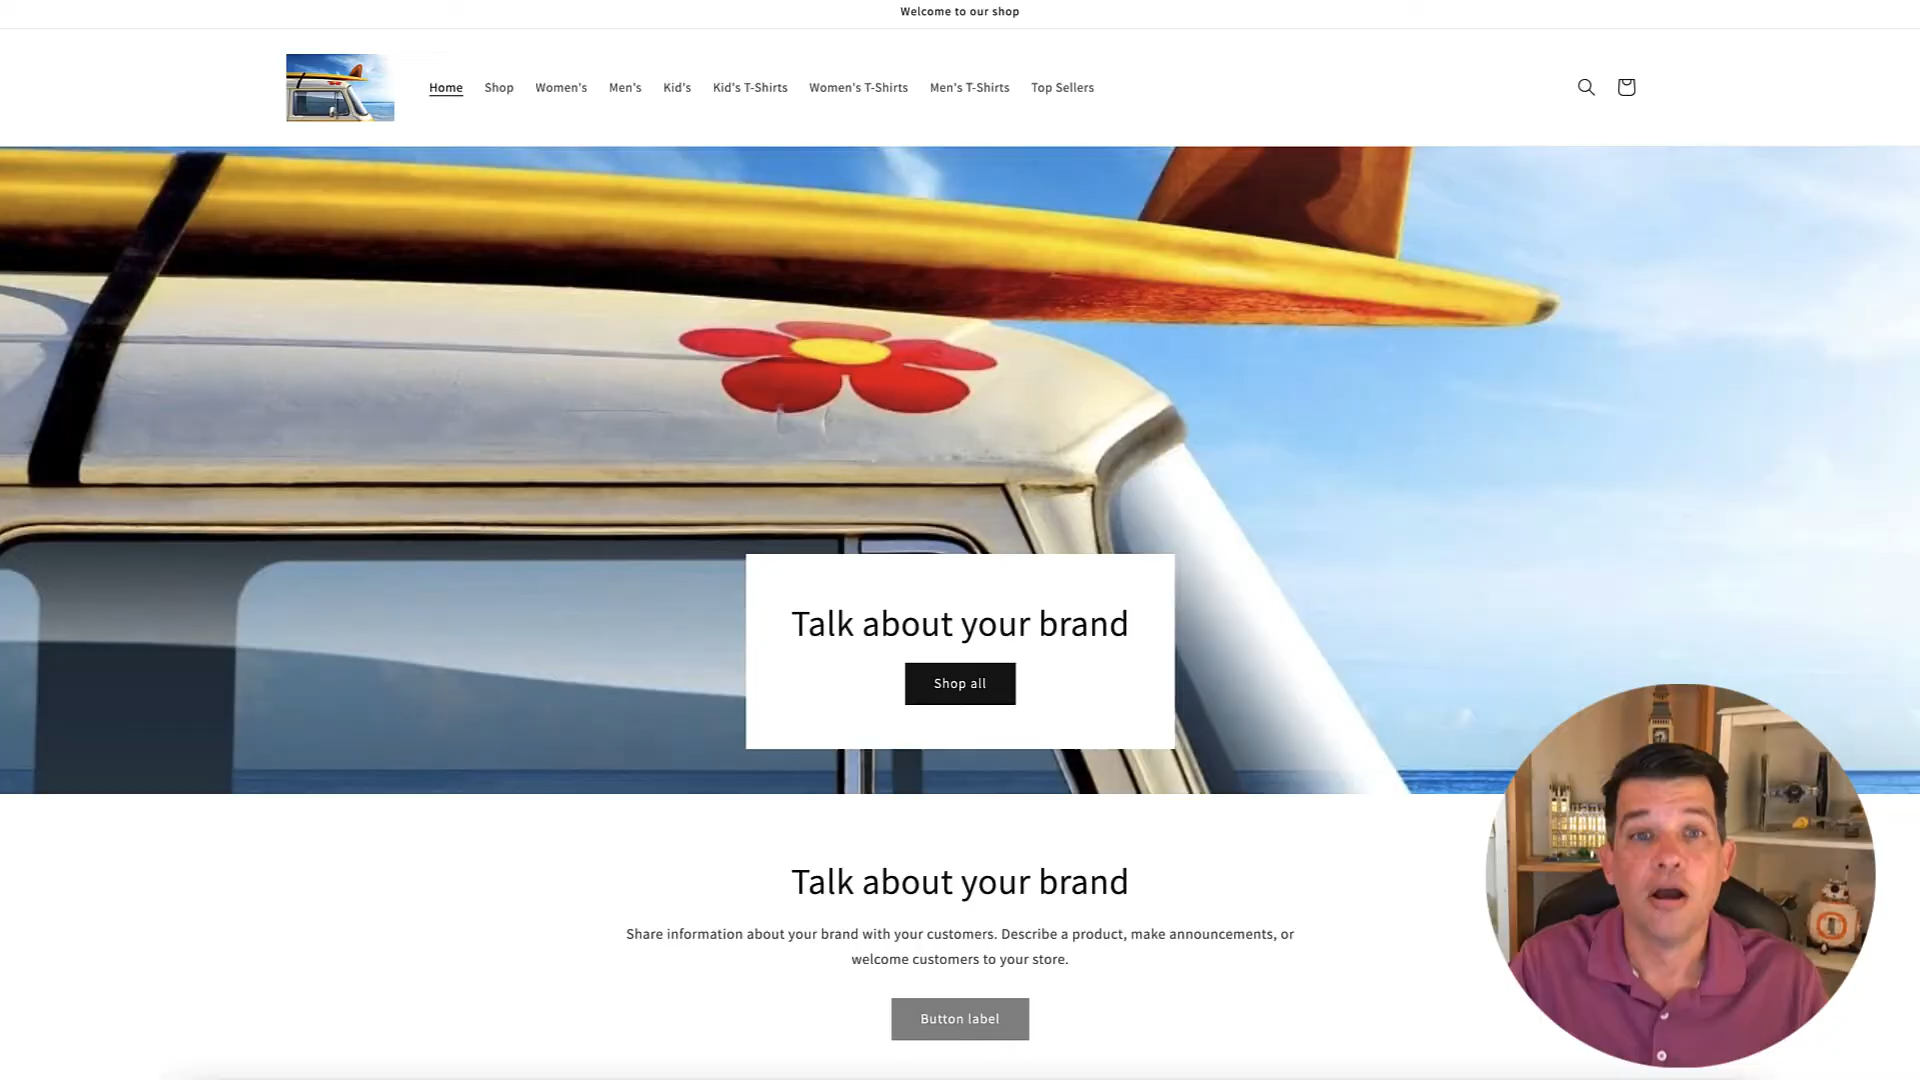 Welcome to our shop
Home Shop Women's Men's Kid's Kid's T-Shirts Women's T-Shirts Men's T-Shirts Top Sellers
Talk about your brand
Shop all
Talk about your brand
Share information about your brand with your customers. Describe a product, make announcements, or
welcome customers to your store.
Button label